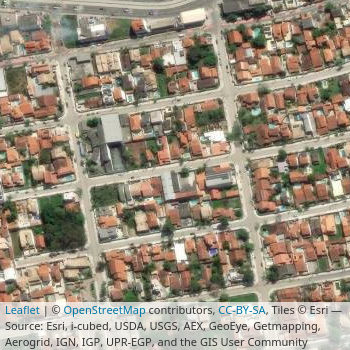 Leaflet | © OpenStreetMap contributors, CC-BY-SA, Tiles © Esri —
Source: Esri, i-cubed, USDA, USGS, AEX, GeoEye, Getmapping,
Aerogrid, IGN, IGP, UPR-EGP, and the GIS User Community